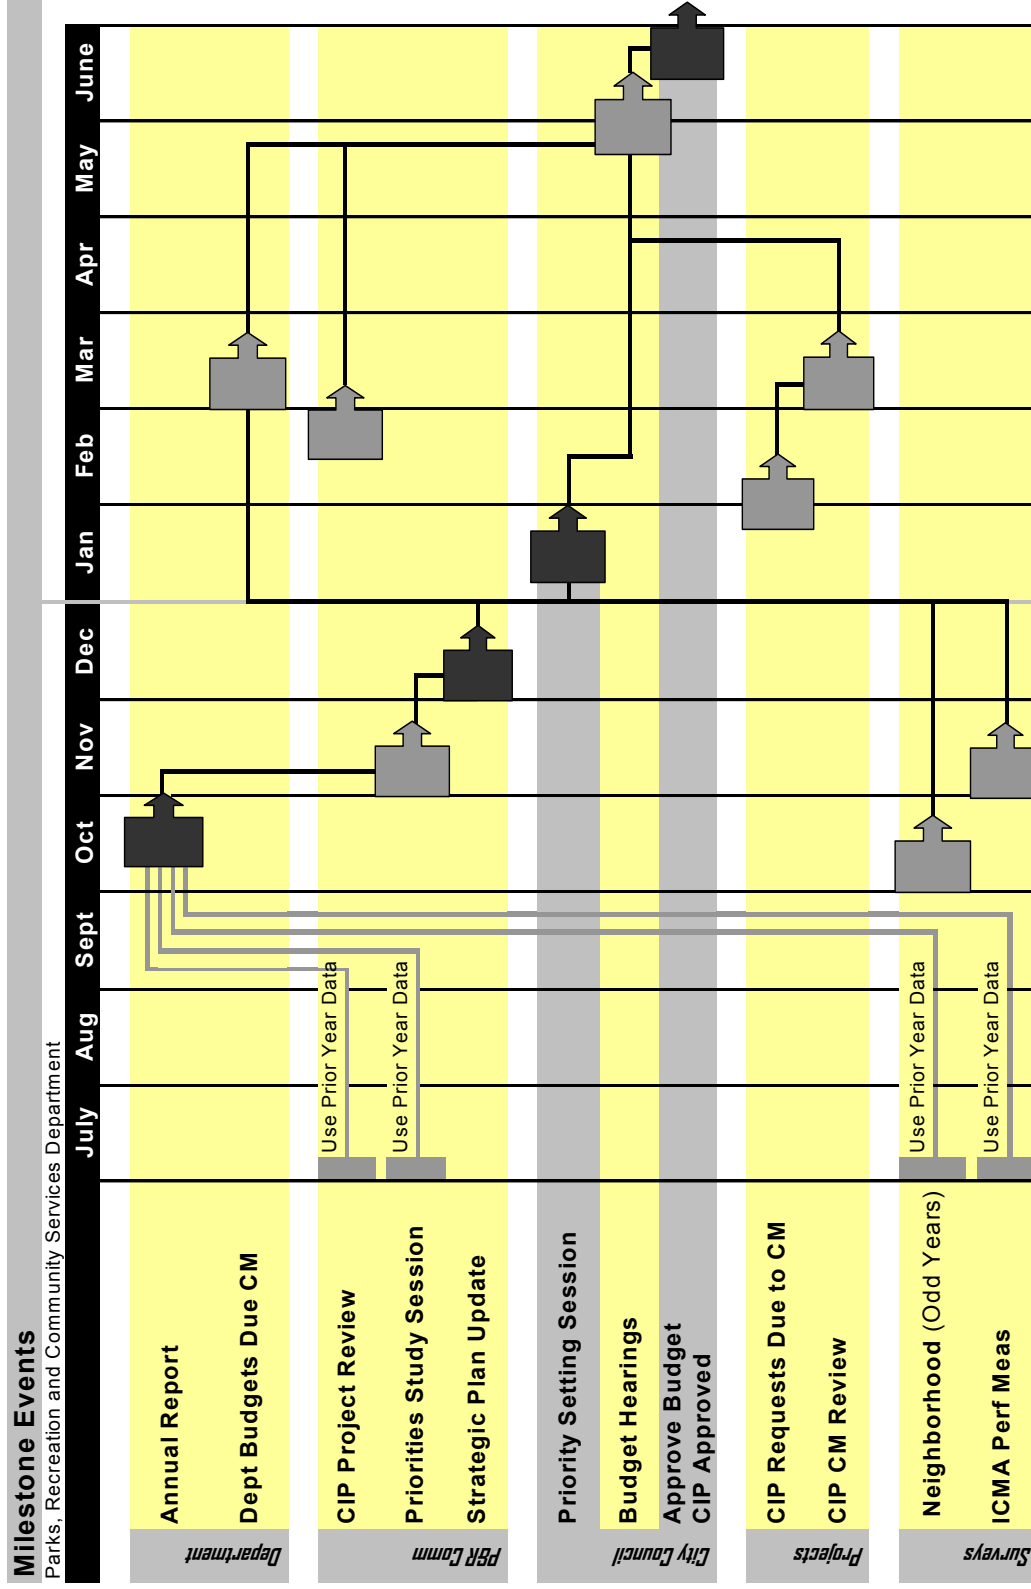 Milestone Events
Parks, Recreation and Community Services Department
July Aug Sept Oct Nov Dec Jan Feb Mar Apr May June
Department
Annual Report
Dept Budgets Due CM
P&R Comm
CIP Project Review
Use Prior Year Data
Priorities Study Session
Use Prior Year Data
Strategic Plan Update
City Council
Priority Setting Session
Budget Hearings
Approve Budget
CIP Approved
Projects
CIP Requests Due to CM
CIP CM Review
Surveys
Neighborhood (Odd Years)
Use Prior Year Data
ICMA Perf Meas
Use Prior Year Data